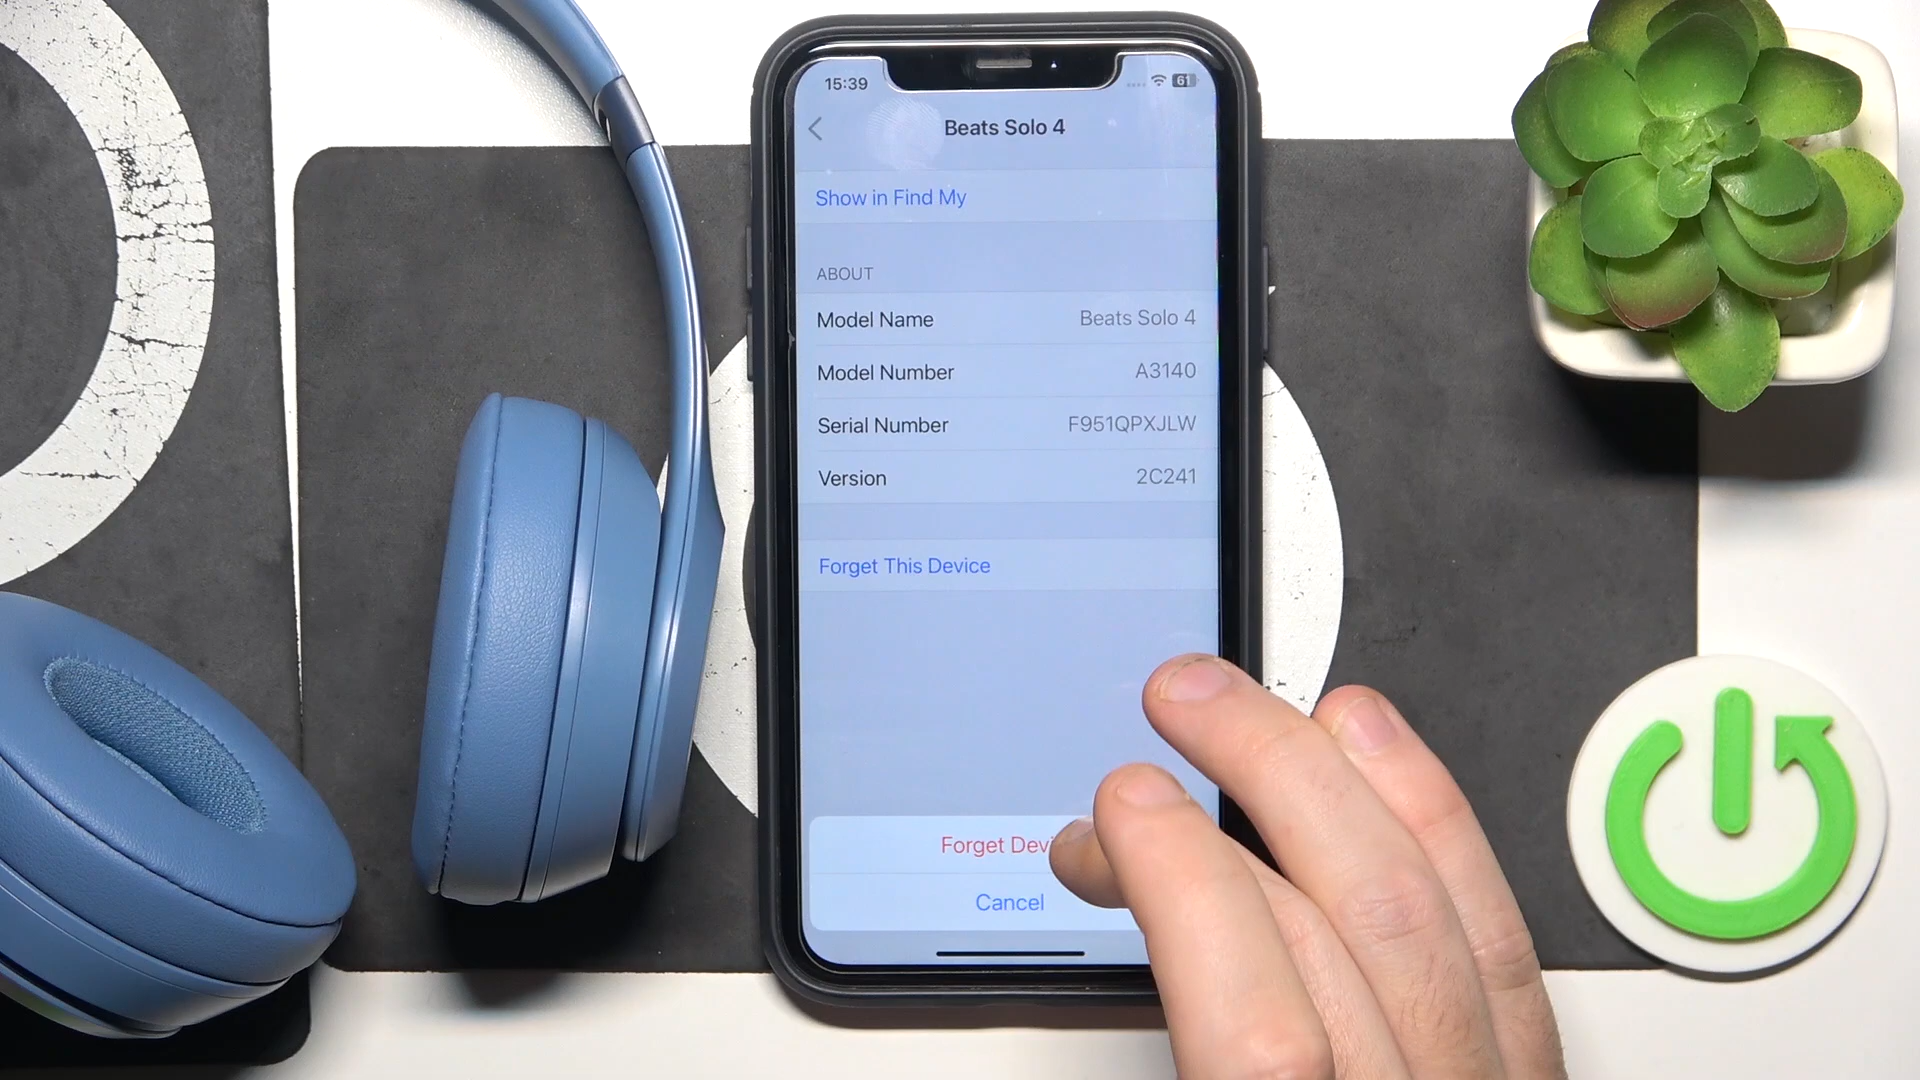 15:39
61
Beats Solo 4
Show in Find My
ABOUT
Model Name Beats Solo 4
Model Number A3140
Serial Number F951QPXJLW
Version 2C241
Forget This Device
Forget
Cancel